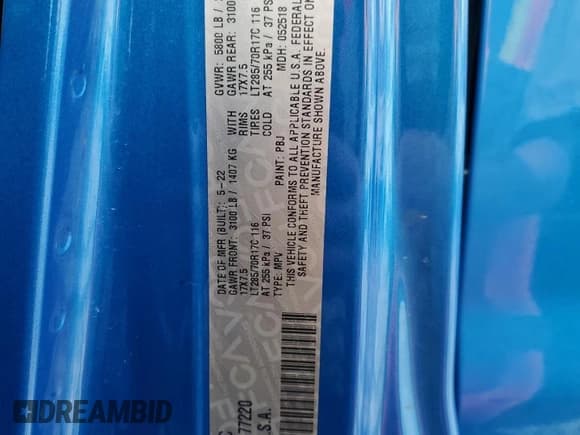 GVWR: 5800 LB /
DATE OF MFR (BUILT): 5-22
GAWR FRONT: 3100 LB / 1407 KG WITH GAWR REAR: 3100
17X7.5 RIMS 17X7.5
LT285/70R17C 116 TIRES LT285/70R17C 116
AT 255 kPa / 37 PSI COLD AT 255 kPa / 37 PS
TYPE: MPV PAINT: PBJ MDH: 052518
THIS VEHICLE CONFORMS TO ALL APPLICABLE U.S.A. FEDERAL
SAFETY AND THEFT PREVENTION STANDARDS IN EFFECT ON
MANUFACTURE SHOWN ABOVE.
77220
.S.A.
DREAMBID